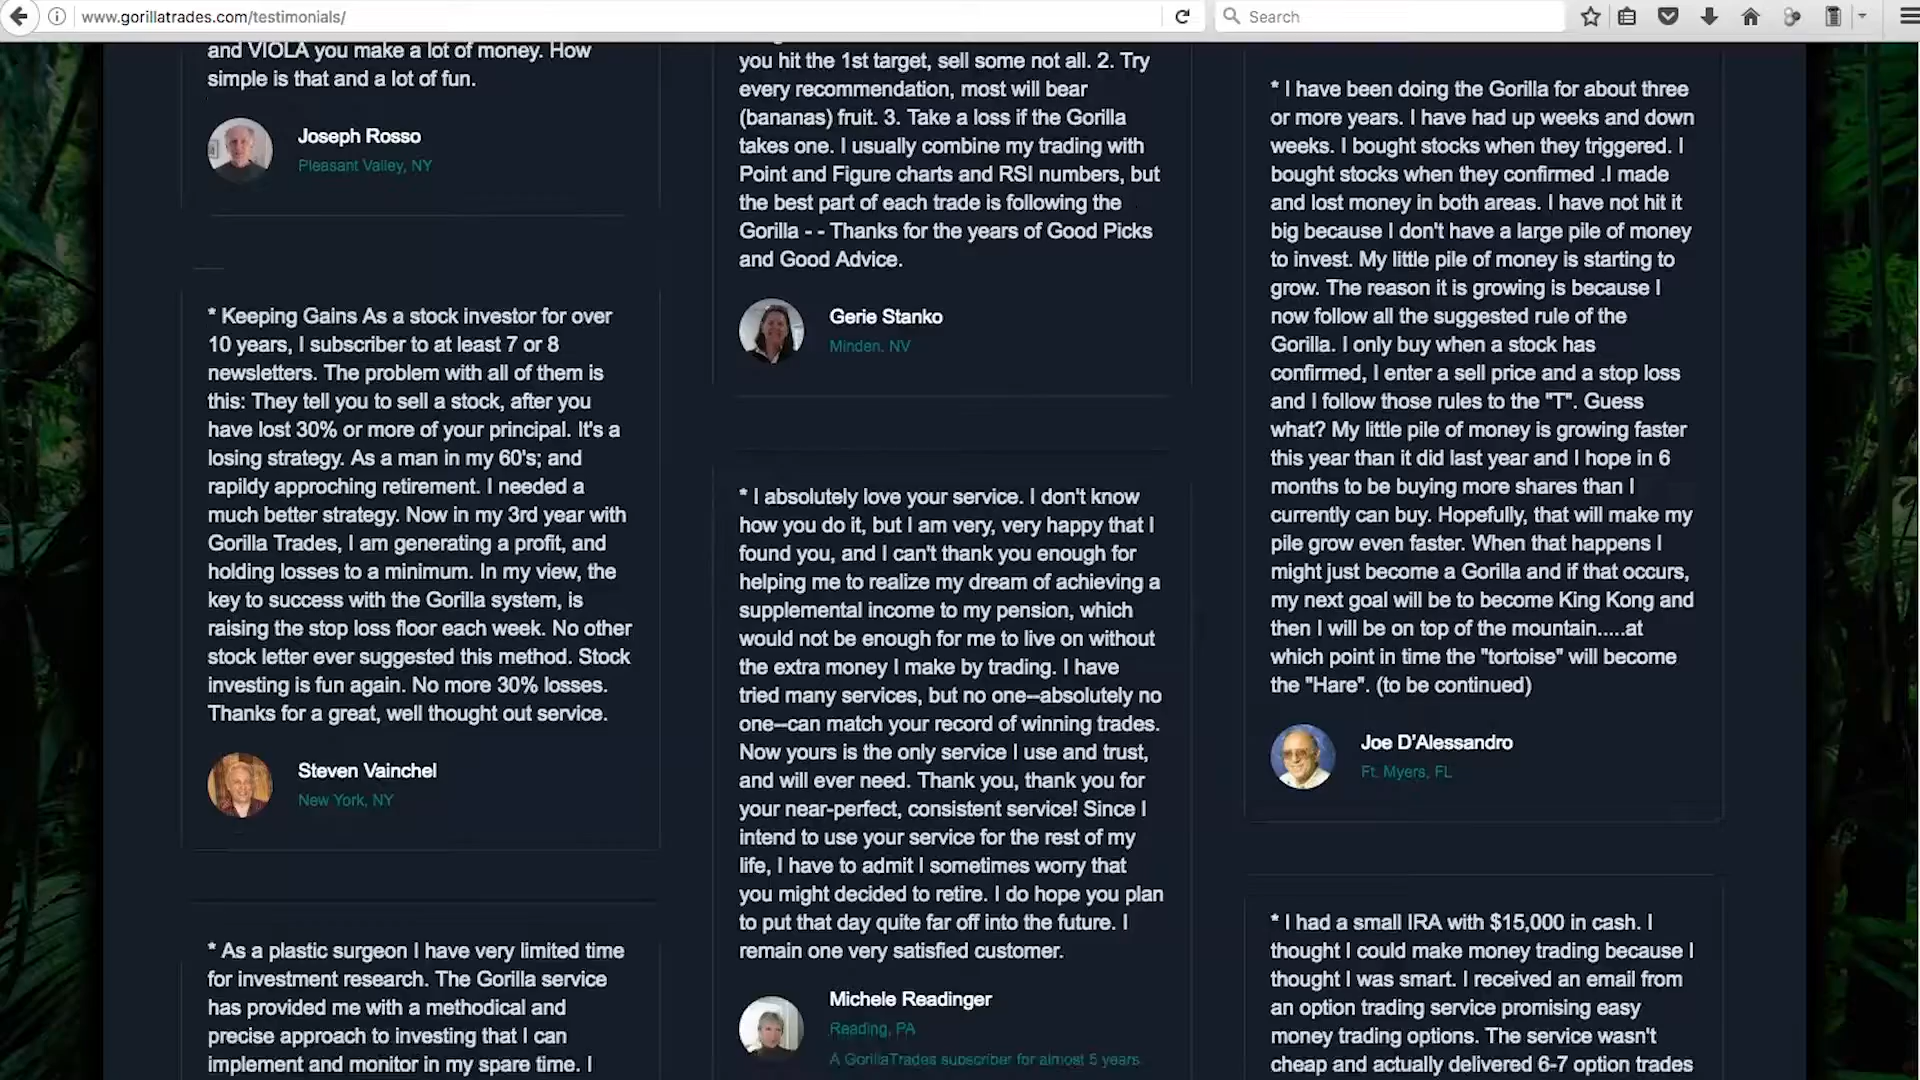 www.gorillatrades.com/testimonials/
Search
and VIOLA you make a lot of money. How
simple is that and a lot of fun.
Joseph Rosso
Pleasant Valley, NY
* Keeping Gains As a stock investor for over
10 years, I subscriber to at least 7 or 8
newsletters. The problem with all of them is
this: They tell you to sell a stock, after you
have lost 30% or more of your principal. It's a
losing strategy. As a man in my 60's; and
rapildy approching retirement. I needed a
much better strategy. Now in my 3rd year with
Gorilla Trades, I am generating a profit, and
holding losses to a minimum. In my view, the
key to success with the Gorilla system, is
raising the stop loss floor each week. No other
stock letter ever suggested this method. Stock
investing is fun again. No more 30% losses.
Thanks for a great, well thought out service.
Steven Vainchel
New York, NY
* As a plastic surgeon I have very limited time
for investment research. The Gorilla service
has provided me with a methodical and
precise approach to investing that I can
implement and monitor in my spare time. I
you hit the 1st target, sell some not all. 2. Try
every recommendation, most will bear
(bananas) fruit. 3. Take a loss if the Gorilla
takes one. I usually combine my trading with
Point and Figure charts and RSI numbers, but
the best part of each trade is following the
Gorilla - - Thanks for the years of Good Picks
and Good Advice.
Gerie Stanko
Minden, NV
* I absolutely love your service. I don't know
how you do it, but I am very, very happy that I
found you, and I can't thank you enough for
helping me to realize my dream of achieving a
supplemental income to my pension, which
would not be enough for me to live on without
the extra money I make by trading. I have
tried many services, but no one--absolutely no
one--can match your record of winning trades.
Now yours is the only service I use and trust,
and will ever need. Thank you, thank you for
your near-perfect, consistent service! Since I
intend to use your service for the rest of my
life, I have to admit I sometimes worry that
you might decided to retire. I do hope you plan
to put that day quite far off into the future. I
remain one very satisfied customer.
Michele Readinger
Reading, PA
A GorillaTrades subscriber for almost 5 years
* I have been doing the Gorilla for about three
or more years. I have had up weeks and down
weeks. I bought stocks when they triggered. I
bought stocks when they confirmed .I made
and lost money in both areas. I have not hit it
big because I don't have a large pile of money
to invest. My little pile of money is starting to
grow. The reason it is growing is because I
now follow all the suggested rule of the
Gorilla. I only buy when a stock has
confirmed, I enter a sell price and a stop loss
and I follow those rules to the "T". Guess
what? My little pile of money is growing faster
this year than it did last year and I hope in 6
months to be buying more shares than I
currently can buy. Hopefully, that will make my
pile grow even faster. When that happens I
might just become a Gorilla and if that occurs,
my next goal will be to become King Kong and
then I will be on top of the mountain.....at
which point in time the "tortoise" will become
the "Hare". (to be continued)
Joe D'Alessandro
Ft. Myers, FL
* I had a small IRA with $15,000 in cash. I
thought I could make money trading because I
thought I was smart. I received an email from
an option trading service promising easy
money trading options. The service wasn't
cheap and actually delivered 6-7 option trades